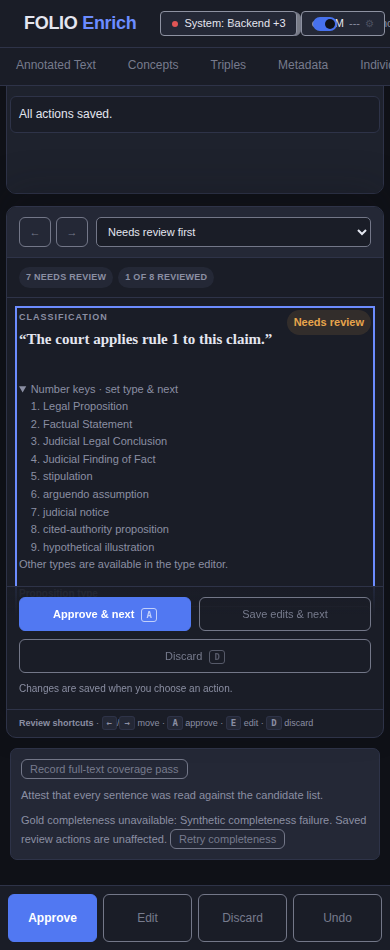 FOLIO Enrich
System: Backend +3
M --- 
Annotated Text Concepts Triples Metadata Indivi
All actions saved.
← → Needs review first
7 NEEDS REVIEW 1 OF 8 REVIEWED
CLASSIFICATION
Needs review
“The court applies rule 1 to this claim.”
▼ Number keys · set type & next
1. Legal Proposition
2. Factual Statement
3. Judicial Legal Conclusion
4. Judicial Finding of Fact
5. stipulation
6. arguendo assumption
7. judicial notice
8. cited-authority proposition
9. hypothetical illustration
Other types are available in the type editor.
Approve & next A Save edits & next
Discard D
Changes are saved when you choose an action.
Review shortcuts · ← / → move · A approve · E edit · D discard
Record full-text coverage pass
Attest that every sentence was read against the candidate list.
Gold completeness unavailable: Synthetic completeness failure. Saved
review actions are unaffected. Retry completeness
Approve Edit Discard Undo